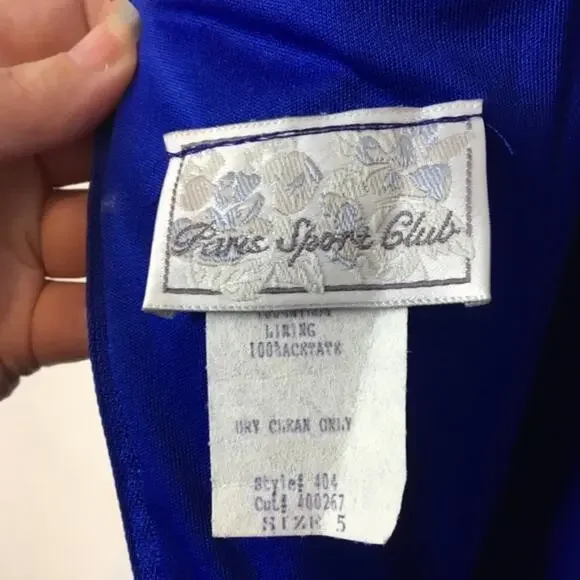 Paris Sport Club
LINING
100%ACETATE
DRY CLEAN ONLY
Style# 404
Cut# 400267
SIZE 5